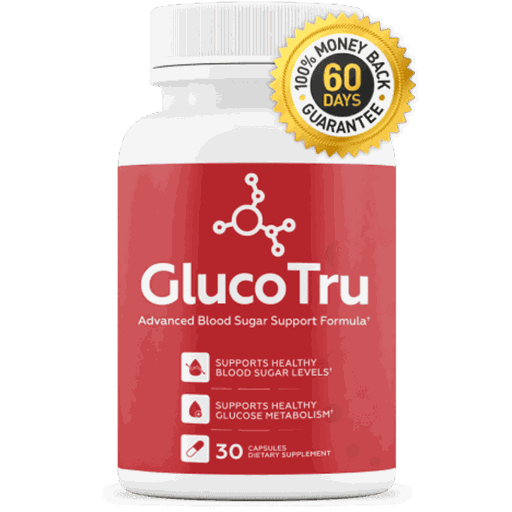 100% MONEY BACK
60
DAYS
GUARANTEE
GlucoTru
Advanced Blood Sugar Support Formula†
SUPPORTS HEALTHY
BLOOD SUGAR LEVELS†
SUPPORTS HEALTHY
GLUCOSE METABOLISM†
30 CAPSULES
DIETARY SUPPLEMENT